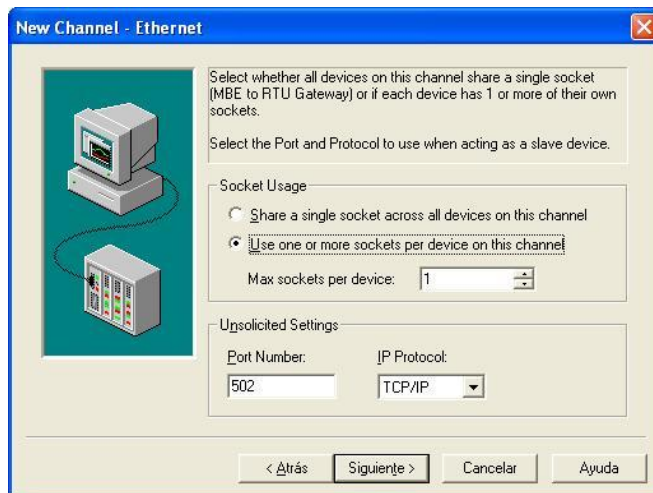 New Channel - Ethernet
Select whether all devices on this channel share a single socket
(MBE to RTU Gateway) or if each device has 1 or more of their own
sockets.
Select the Port and Protocol to use when acting as a slave device.
Socket Usage
Share a single socket across all devices on this channel
Use one or more sockets per device on this channel
Max sockets per device: 1
Unsolicited Settings
Port Number: IP Protocol:
502 TCP/IP
< Atrás Siguiente > Cancelar Ayuda